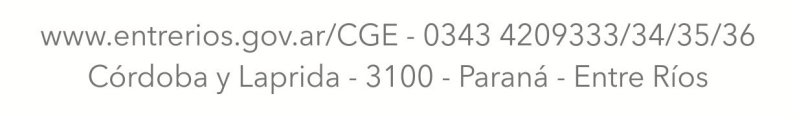 www.entrerios.gov.ar/CGE - 0343 4209333/34/35/36
Córdoba y Laprida - 3100 - Paraná - Entre Ríos